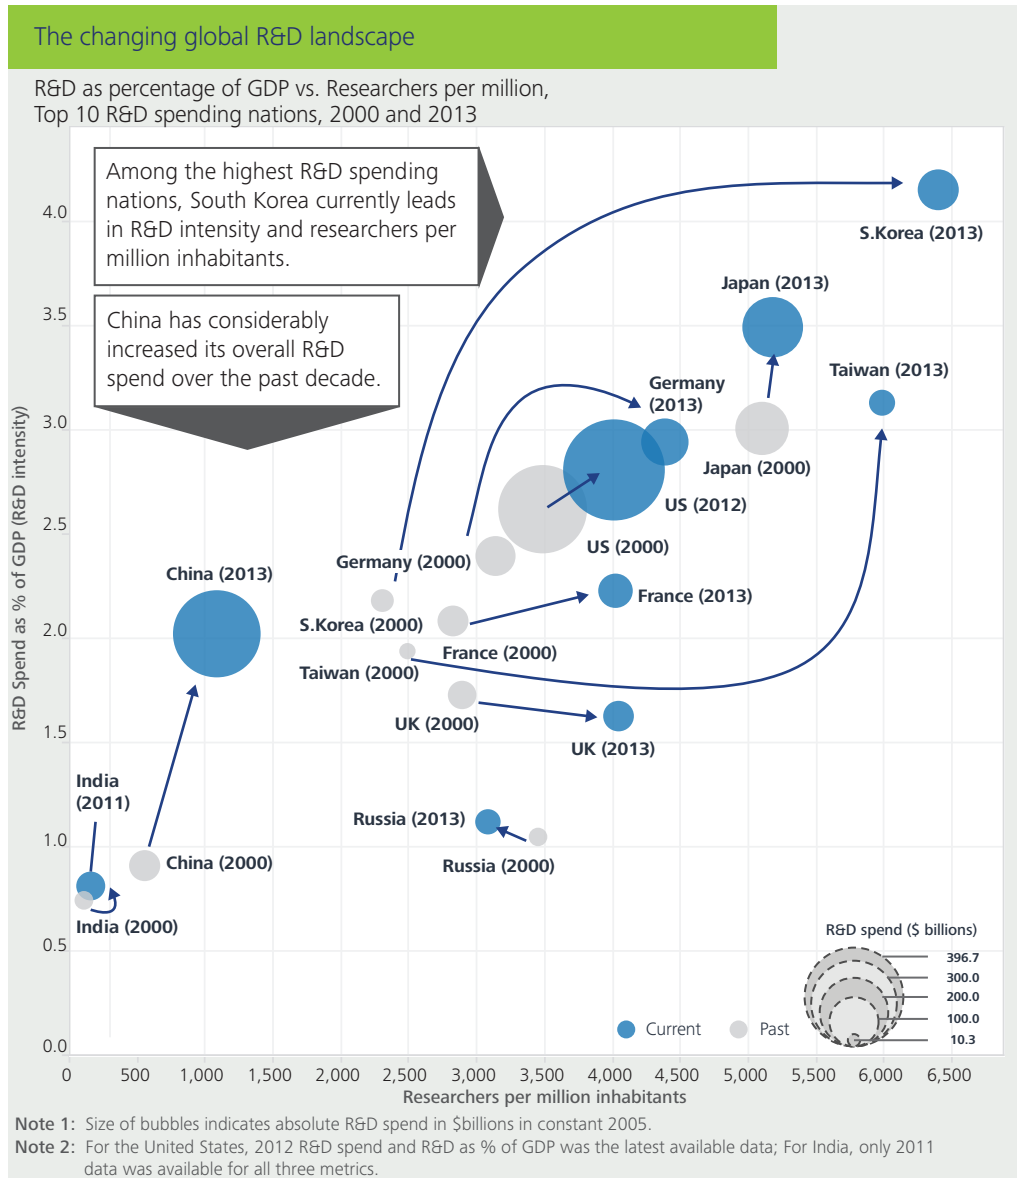 The changing global R&D landscape
R&D as percentage of GDP vs. Researchers per million,
Top 10 R&D spending nations, 2000 and 2013
Among the highest R&D spending
nations, South Korea currently leads
in R&D intensity and researchers per
million inhabitants.
China has considerably
increased its overall R&D
spend over the past decade.
R&D Spend as % of GDP (R&D intensity)
4.0
3.5
3.0
2.5
2.0
1.5
1.0
0.5
0.0
S.Korea (2013)
Japan (2013)
Taiwan (2013)
Germany
(2013)
Japan (2000)
US (2012)
US (2000)
Germany (2000)
China (2013)
France (2013)
S.Korea (2000)
France (2000)
Taiwan (2000)
UK (2000)
UK (2013)
India
(2011)
Russia (2013)
China (2000)
Russia (2000)
India (2000)
R&D spend ($ billions)
396.7
300.0
200.0
100.0
10.3
Current
Past
0 500 1,000 1,500 2,000 2,500 3,000 3,500 4,000 4,500 5,000 5,500 6,000 6,500
Researchers per million inhabitants
Note 1: Size of bubbles indicates absolute R&D spend in $billions in constant 2005.
Note 2: For the United States, 2012 R&D spend and R&D as % of GDP was the latest available data; For India, only 2011
data was available for all three metrics.